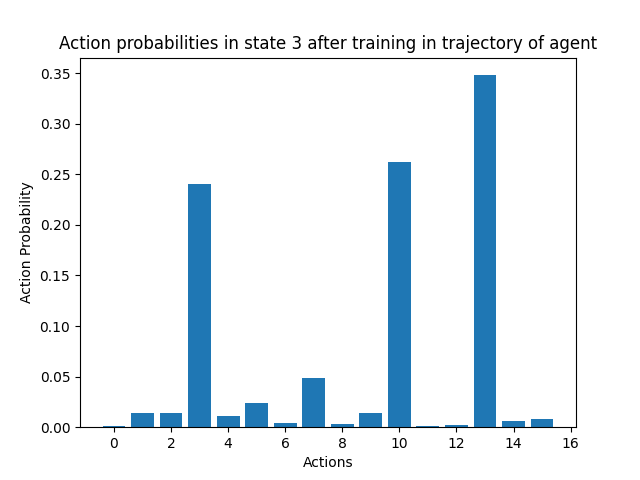 Action probabilities in state 3 after training in trajectory of agent
0.35
0.30
0.25
0.20
0.15
0.10
0.05
0.00
Action Probability
0 2 4 6 8 10 12 14 16
Actions